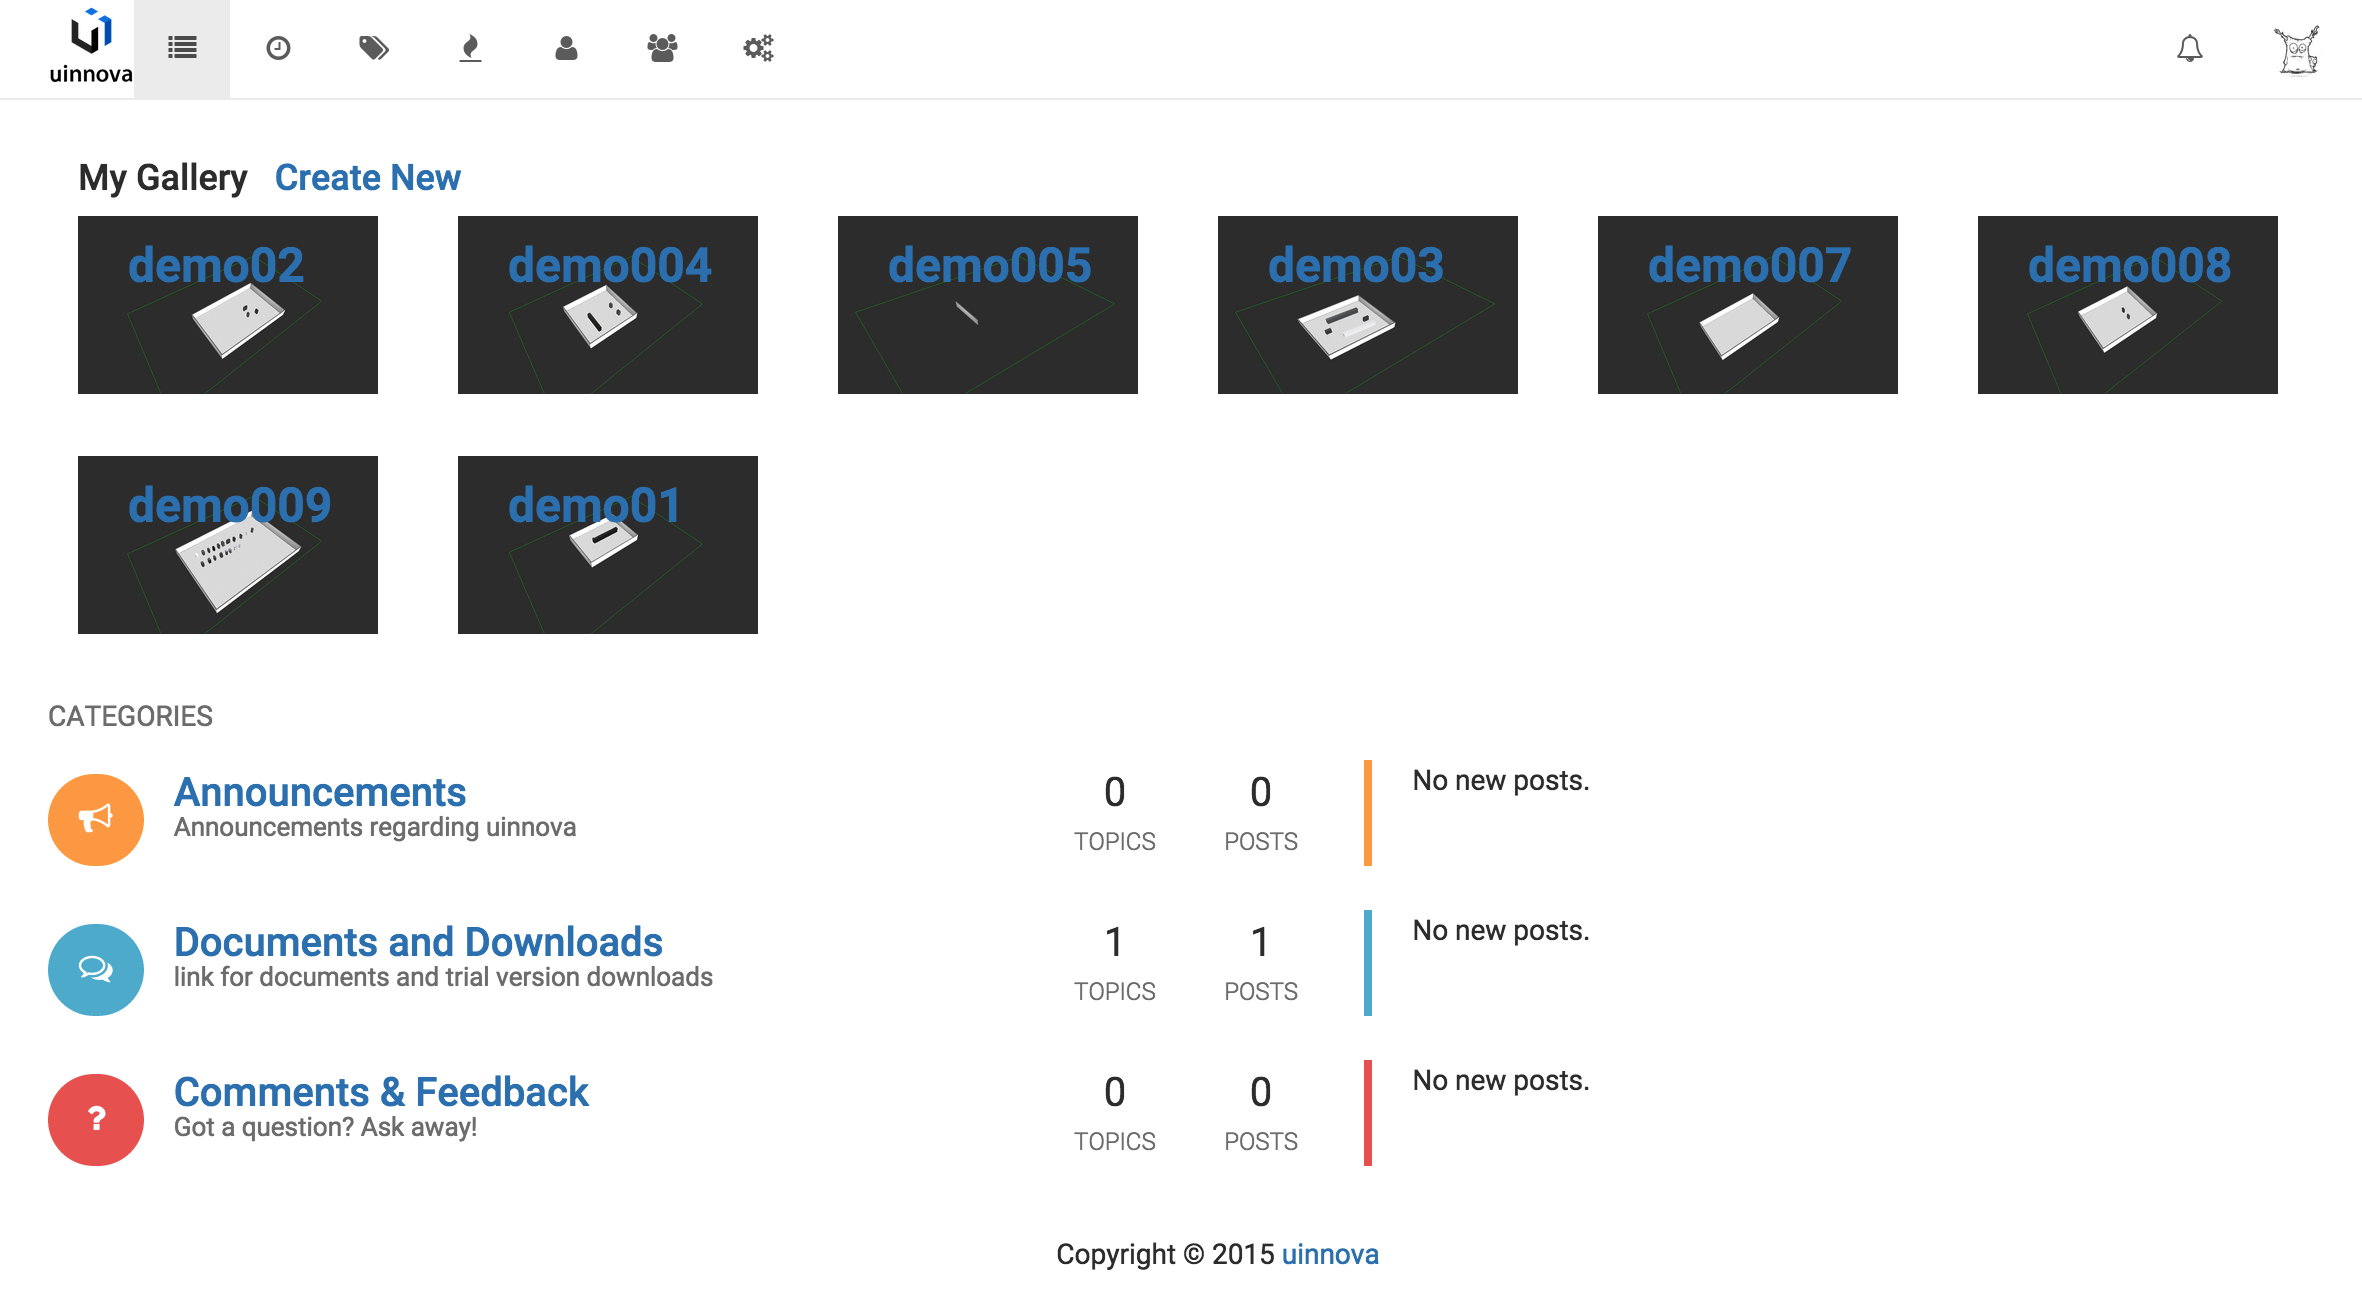 uinnova
My Gallery Create New
demo02 demo004 demo005 demo03 demo007 demo008
demo009 demo01
CATEGORIES
Announcements
Announcements regarding uinnova
0 0
TOPICS POSTS
No new posts.
Documents and Downloads
link for documents and trial version downloads
1 1
TOPICS POSTS
No new posts.
Comments & Feedback
Got a question? Ask away!
0 0
TOPICS POSTS
No new posts.
Copyright © 2015 uinnova